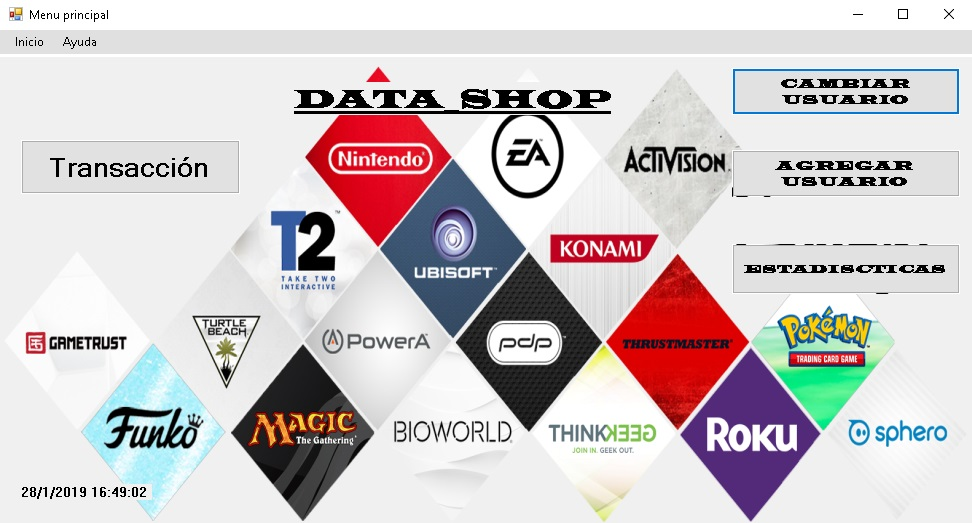 Menu principal
Inicio
Ayuda
DATA_SHOP
CAMBIAR
USUARIO
Transacción
AGREGAR
USUARIO
ESTADISCTICAS
Nintendo
EA
ACTIVISION
T2
TAKE TWO
INTERACTIVE
UBISOFT
KONAMI
GAMETRUST
TURTLE
BEACH
PowerA
pdp
THRUSTMASTER
Pokémon
TRADING CARD GAME
Funko
MAGIC
The Gathering
BIOWORLD
THINKGEEK
JOIN IN. GEEK OUT.
ROKU
sphero
28/1/2019 16:49:02